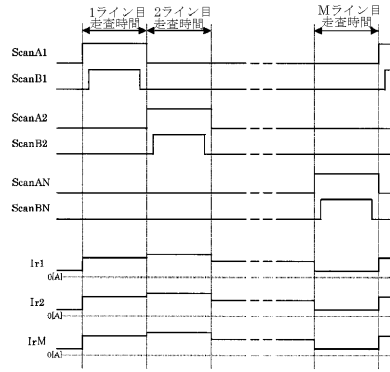 1ライン目 2ライン目 Mライン目
走査時間 走査時間 走査時間
ScanA1
ScanB1
ScanA2
ScanB2
ScanAN
ScanBN
Ir1
0[A]
Ir2
0[A]
IrM
0[A]